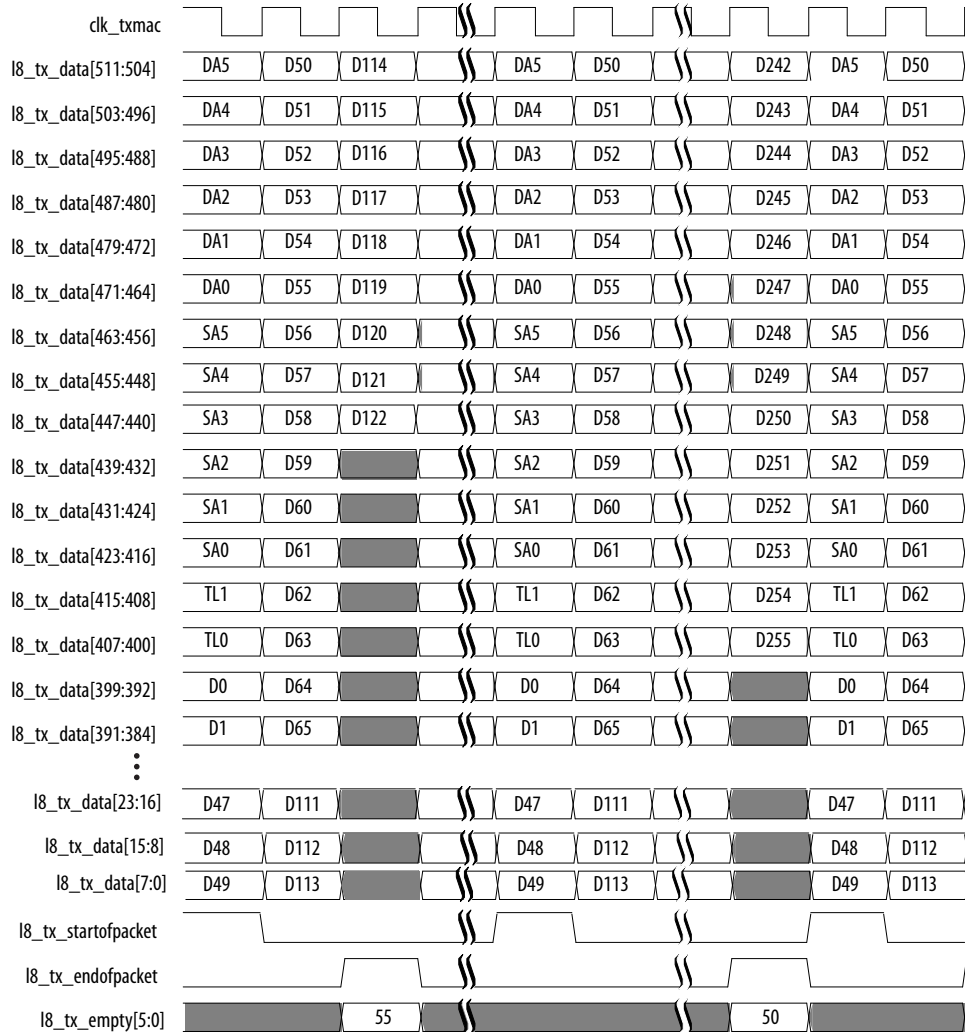 clk_txmac
l8_tx_data[511:504] DA5 D50 D114 DA5 D50 D242 DA5 D50
l8_tx_data[503:496] DA4 D51 D115 DA4 D51 D243 DA4 D51
l8_tx_data[495:488] DA3 D52 D116 DA3 D52 D244 DA3 D52
l8_tx_data[487:480] DA2 D53 D117 DA2 D53 D245 DA2 D53
l8_tx_data[479:472] DA1 D54 D118 DA1 D54 D246 DA1 D54
l8_tx_data[471:464] DA0 D55 D119 DA0 D55 D247 DA0 D55
l8_tx_data[463:456] SA5 D56 D120 SA5 D56 D248 SA5 D56
l8_tx_data[455:448] SA4 D57 D121 SA4 D57 D249 SA4 D57
l8_tx_data[447:440] SA3 D58 D122 SA3 D58 D250 SA3 D58
l8_tx_data[439:432] SA2 D59 SA2 D59 D251 SA2 D59
l8_tx_data[431:424] SA1 D60 SA1 D60 D252 SA1 D60
l8_tx_data[423:416] SA0 D61 SA0 D61 D253 SA0 D61
l8_tx_data[415:408] TL1 D62 TL1 D62 D254 TL1 D62
l8_tx_data[407:400] TL0 D63 TL0 D63 D255 TL0 D63
l8_tx_data[399:392] D0 D64 D0 D64 D0 D64
l8_tx_data[391:384] D1 D65 D1 D65 D1 D65
l8_tx_data[23:16] D47 D111 D47 D111 D47 D111
l8_tx_data[15:8] D48 D112 D48 D112 D48 D112
l8_tx_data[7:0] D49 D113 D49 D113 D49 D113
l8_tx_startofpacket
l8_tx_endofpacket
l8_tx_empty[5:0] 55 50